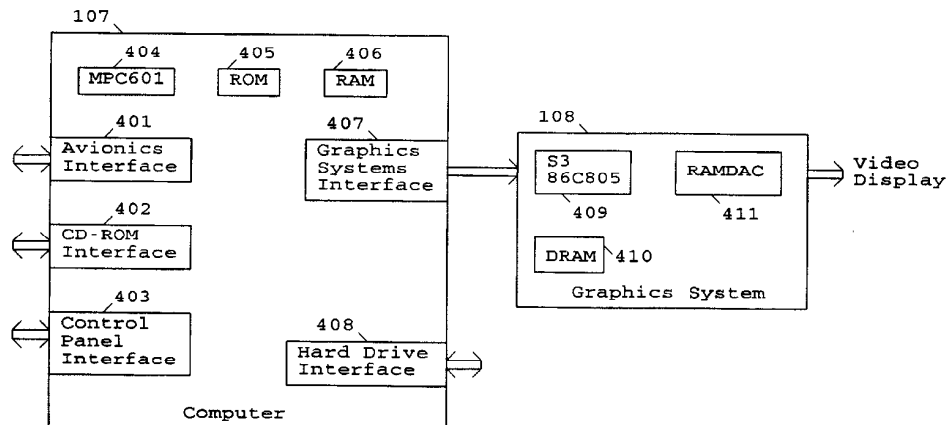 107
404
405
406
MPC601
ROM
RAM
401
Avionics
Interface
407
Graphics
Systems
Interface
402
CD-ROM
Interface
403
Control
Panel
Interface
408
Hard Drive
Interface
Computer
108
S3
86C805
409
RAMDAC
411
DRAM
410
Graphics System
Video
Display